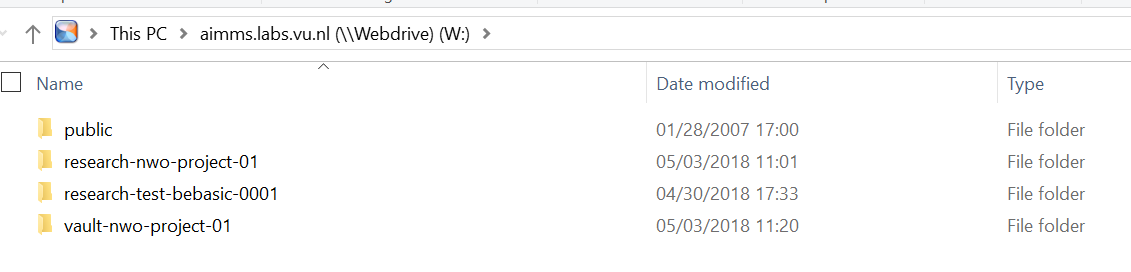 This PC > aimms.labs.vu.nl (\\Webdrive) (W:) >
Name Date modified Type
public 01/28/2007 17:00 File folder
research-nwo-project-01 05/03/2018 11:01 File folder
research-test-bebasic-0001 04/30/2018 17:33 File folder
vault-nwo-project-01 05/03/2018 11:20 File folder